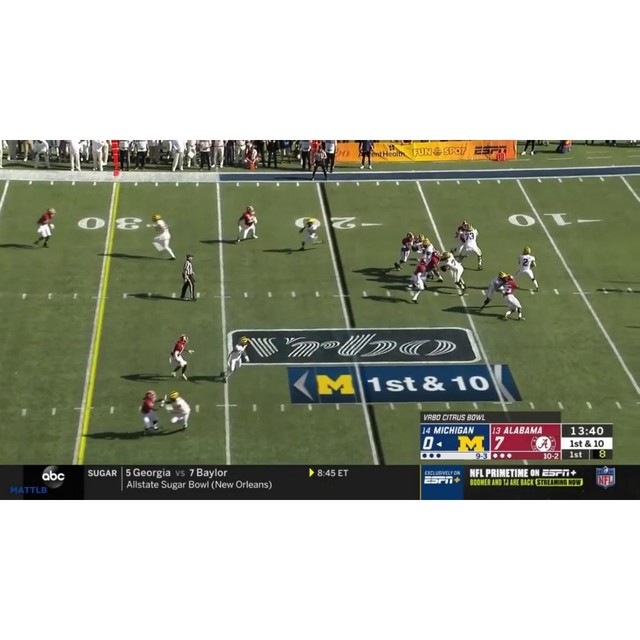 FUN & SPOT ESPN
30
20
10
Vrbo
M 1st & 10
VRBO CITRUS BOWL
14 MICHIGAN 13 ALABAMA 13:40
0 M 7 A 1st & 10
9-3 10-2 1st 8
abc SUGAR 5 Georgia vs 7 Baylor 8:45 ET
Allstate Sugar Bowl (New Orleans)
EXCLUSIVELY ON ESPN+
NFL PRIMETIME ON ESPN+
BOOMER AND TJ ARE BACK STREAMING NOW
NFL
MATTLB